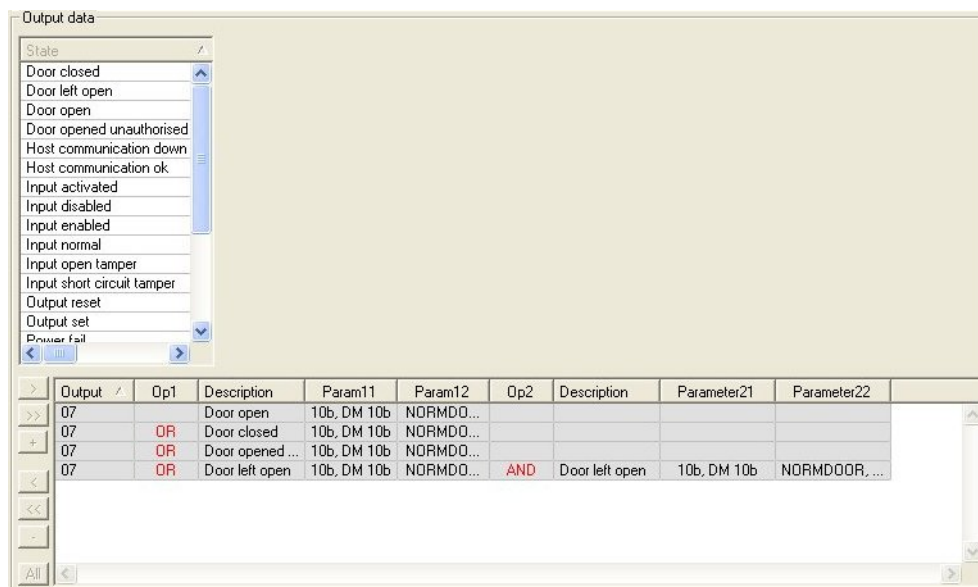 Output data
State
Door closed
Door left open
Door open
Door opened unauthorised
Host communication down
Host communication ok
Input activated
Input disabled
Input enabled
Input normal
Input open tamper
Input short circuit tamper
Output reset
Output set
Power fail
> Output Op1 Description Param11 Param12 Op2 Description Parameter21 Parameter22
07 Door open 10b, DM 10b NORMDO...
>> 07 OR Door closed 10b, DM 10b NORMDO...
+ 07 OR Door opened ... 10b, DM 10b NORMDO...
07 OR Door left open 10b, DM 10b NORMDO... AND Door left open 10b, DM 10b NORMDOOR, ...
<
<<
-
All